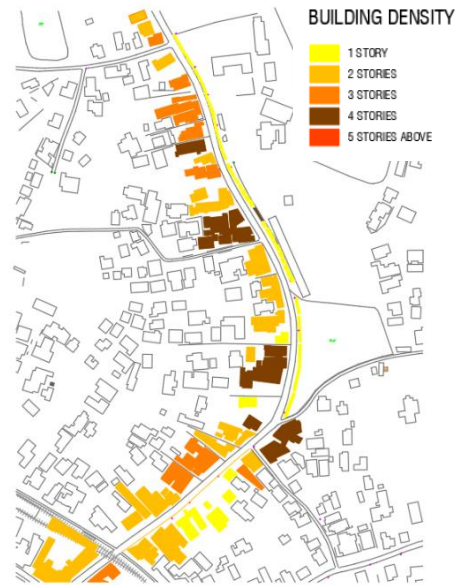 BUILDING DENSITY
1 STORY
2 STORIES
3 STORIES
4 STORIES
5 STORIES ABOVE